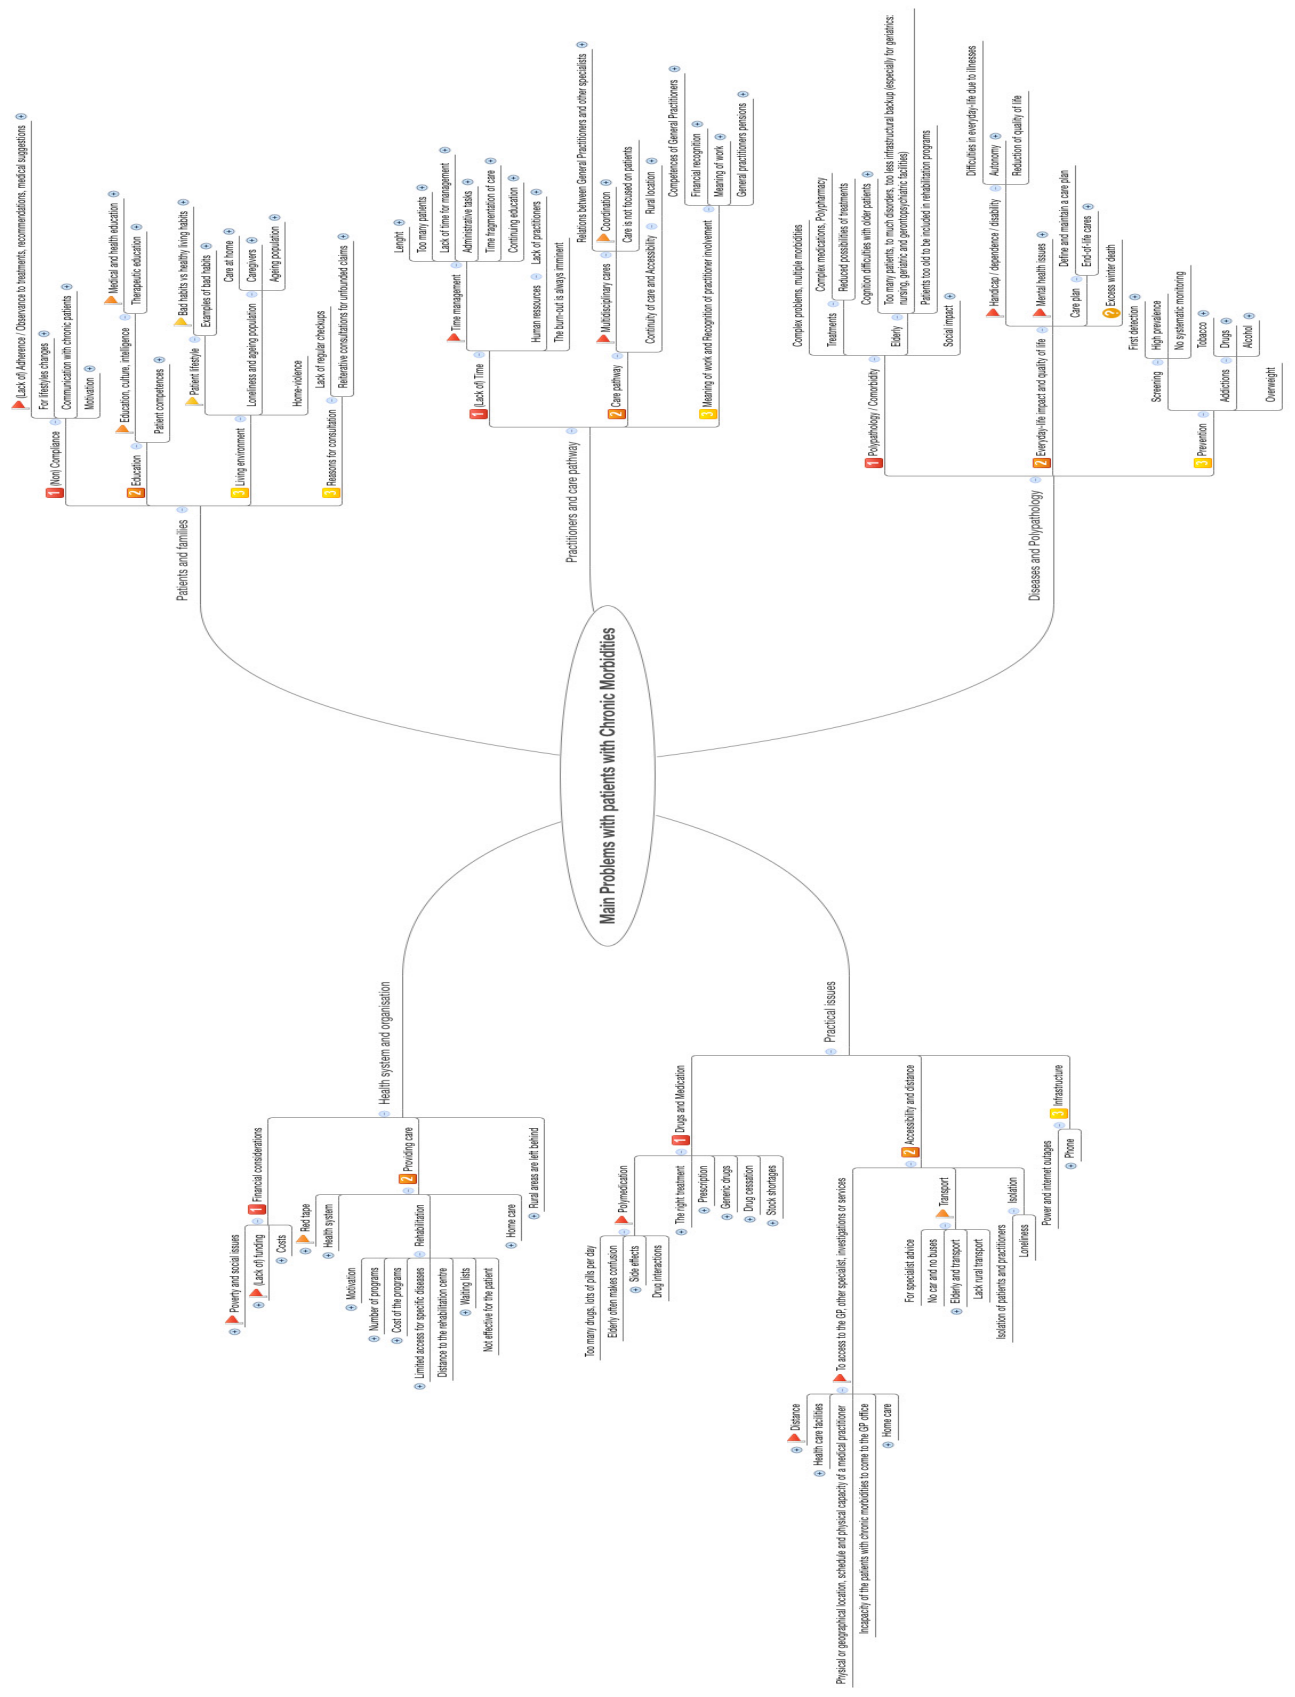 Main Problems with patients with Chronic Morbidities
Patients and families
1 (Non) Compliance
(Lack of) Adherence / Observance to treatments, recommendations, medical suggestions
For lifestyles changes
Communication with chronic patients
Motivation
2 Education
Education, culture, intelligence
Medical and health education
Therapeutic education
Patient competences
3 Living environment
Patient lifestyle
Bad habits vs healthy living habits
Examples of bad habits
Loneliness and ageing population
Care at home
Caregivers
Ageing population
Home-violence
3 Reasons for consultation
Lack of regular checkups
Reiterative consultations for unfounded claims
Practitioners and care pathway
1 (Lack of) Time
Time management
Lenght
Too many patients
Lack of time for management
Administrative tasks
Time fragmentation of care
Continuing education
Human ressources
Lack of practitioners
The burn-out is always imminent
2 Care pathway
Multidisciplinary cares
Relations between General Practitioners and other specialists
Coordination
Care is not focused on patients
Continuity of care and Accessibility
Rural location
3 Meaning of work and Recognition of practitioner involvement
Competences of General Practitioners
Financial recognition
Meaning of work
General practitioners pensions
Diseases and Polypathology
1 Polypathology / Comorbidity
Complex problems, multiple morbidities
Treatments
Complex medications, Polypharmacy
Reduced possibilities of treatments
Elderly
Cognition difficulties with older patients
Too many patients, to much disorders, too less infrastructural backup (especially for geriatrics:
nursing, geriatric and gerontopsychiatric facilities)
Patients too old to be included in rehabilitation programs
Social impact
2 Everyday-life impact and quality of life
Handicap / dependence / disability
Difficulties in everyday-life due to illnesses
Autonomy
Reduction of quality of life
Mental health issues
Care plan
Define and maintain a care plan
End-of-life cares
Excess winter death
3 Prevention
Screening
First detection
High prevalence
No systematic monitoring
Addictions
Tobacco
Drugs
Alcohol
Overweight
Health system and organisation
1 Financial considerations
Poverty and social issues
(Lack of) funding
Costs
2 Providing care
Red tape
Health system
Rehabilitation
Motivation
Number of programs
Cost of the programs
Limited access for specific diseases
Distance to the rehabilitation centre
Waiting lists
Not effective for the patient
Home care
Rural areas are left behind
Practical issues
1 Drugs and Medication
Polymedication
Too many drugs, lots of pills per day
Elderly often makes confusion
Side effects
Drug interactions
The right treatment
Prescription
Generic drugs
Drug cessation
Stock shortages
2 Accessibility and distance
To access to the GP, other specialist, investigations or services
Distance
Health care facilities
Physical or geographical location, schedule and physical capacity of a medical practitioner
Incapacity of the patients with chronic morbidities to come to the GP office
Home care
Transport
For specialist advice
No car and no buses
Elderly and transport
Lack rural transport
Isolation
Isolation of patients and practitioners
Loneliness
3 Infrastructure
Power and internet outages
Phone